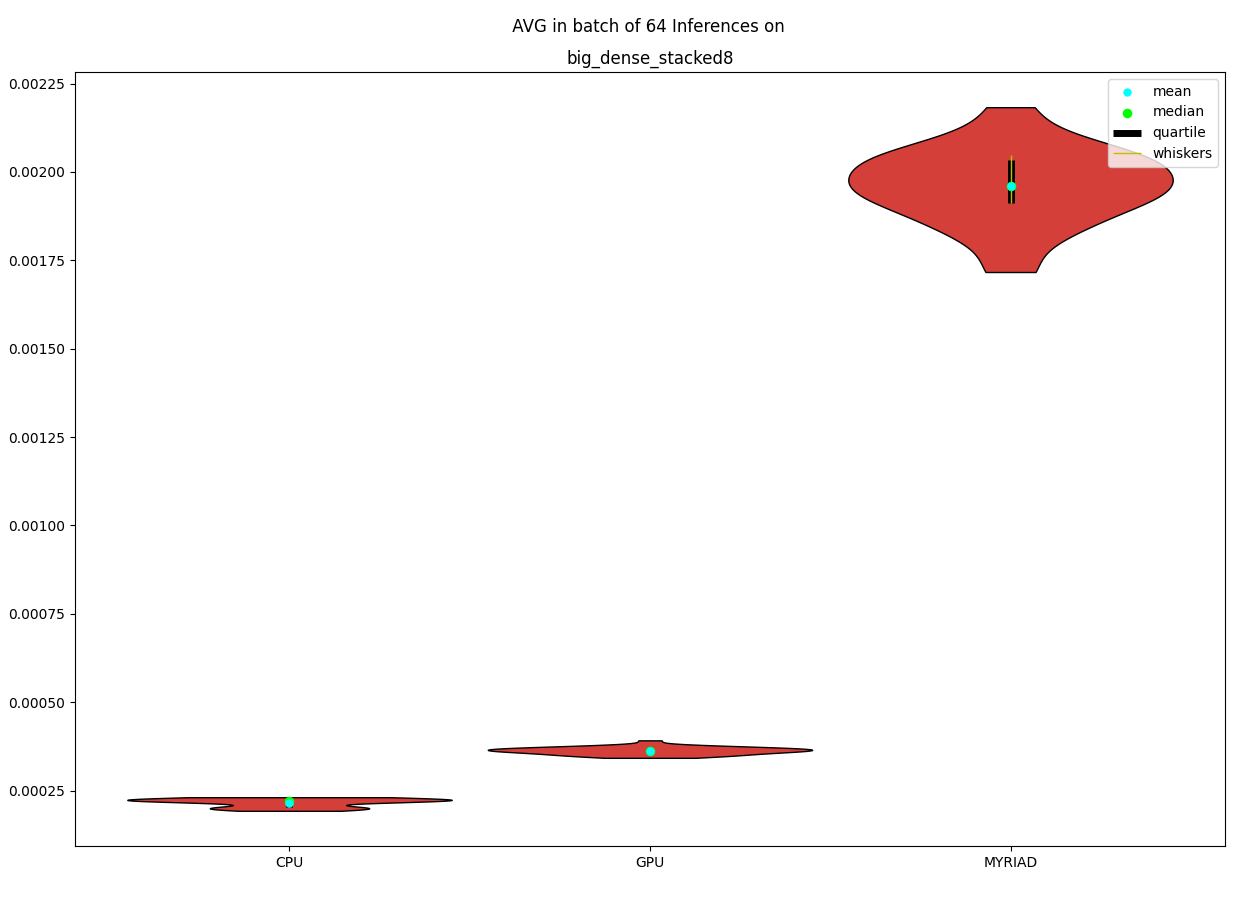 AVG in batch of 64 Inferences on
big_dense_stacked8
0.00225
0.00200
0.00175
0.00150
0.00125
0.00100
0.00075
0.00050
0.00025
mean
median
quartile
whiskers
CPU
GPU
MYRIAD